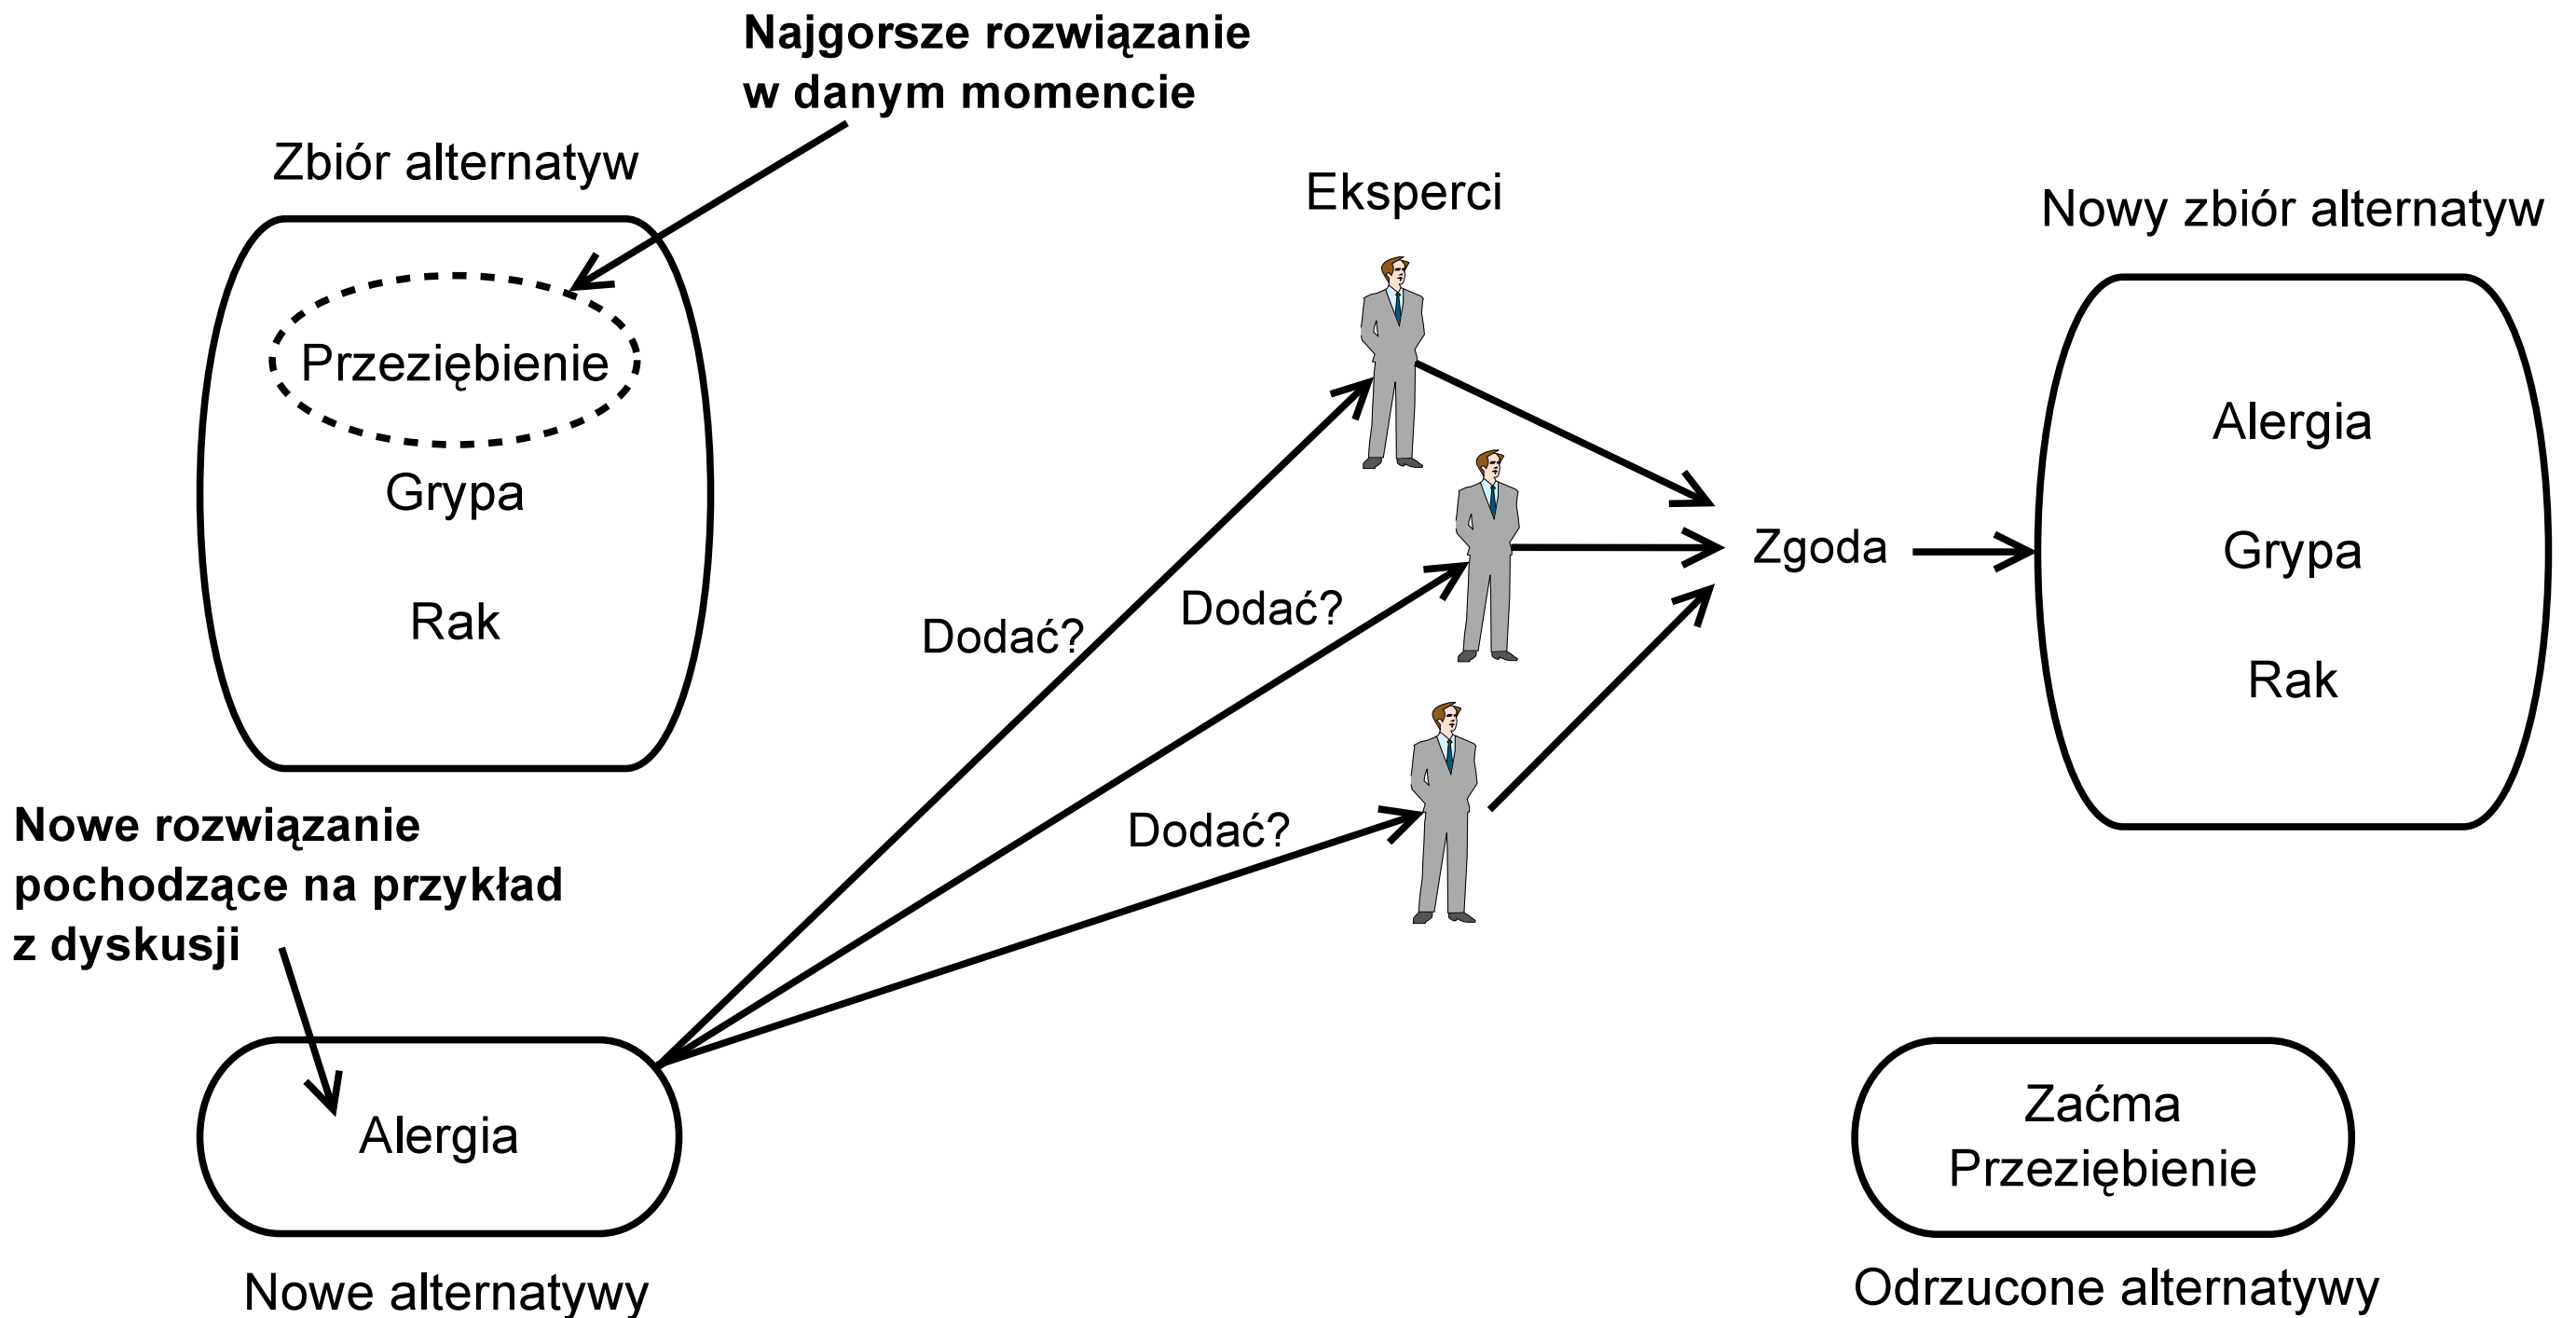 Najgorsze rozwiązanie
w danym momencie
Zbiór alternatyw
Przeziębienie
Grypa
Rak
Nowe rozwiązanie
pochodzące na przykład
z dyskusji
Alergia
Nowe alternatywy
Eksperci
Dodać?
Dodać?
Dodać?
Zgoda
Nowy zbiór alternatyw
Alergia
Grypa
Rak
Zaćma
Przeziębienie
Odrzucone alternatywy